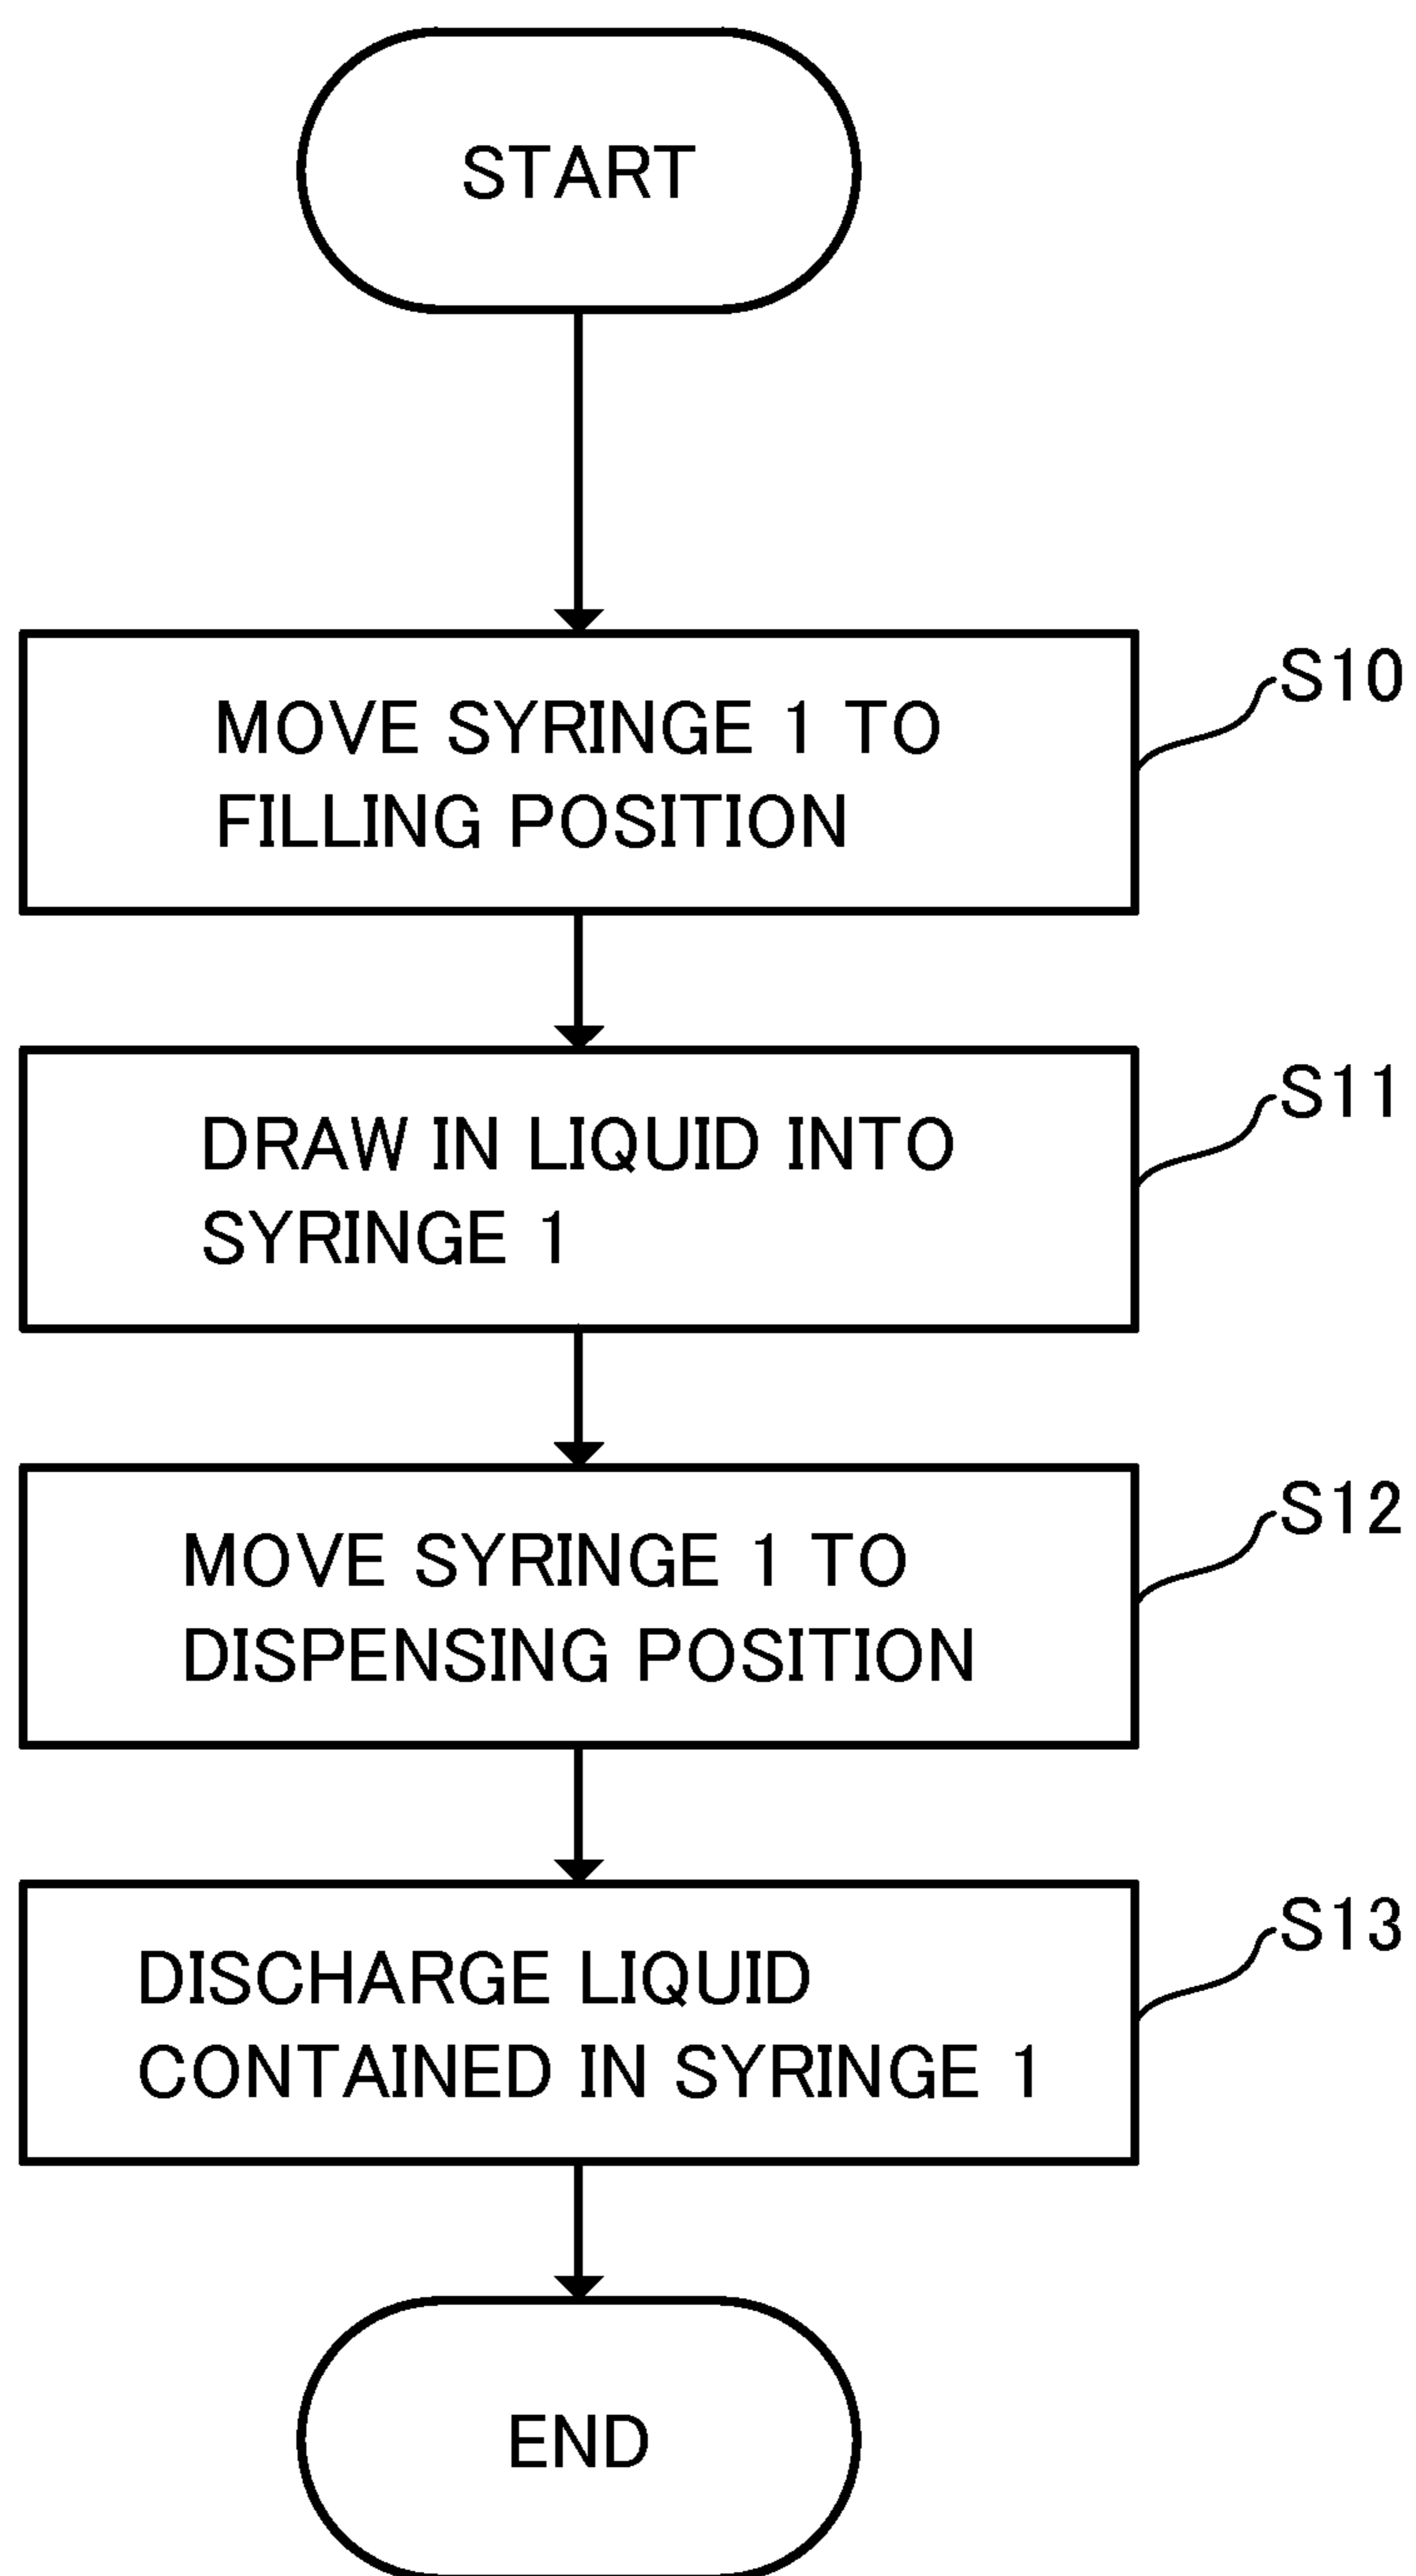 START
MOVE SYRINGE 1 TO
FILLING POSITION
S10
DRAW IN LIQUID INTO
SYRINGE 1
S11
MOVE SYRINGE 1 TO
DISPENSING POSITION
S12
DISCHARGE LIQUID
CONTAINED IN SYRINGE 1
S13
END